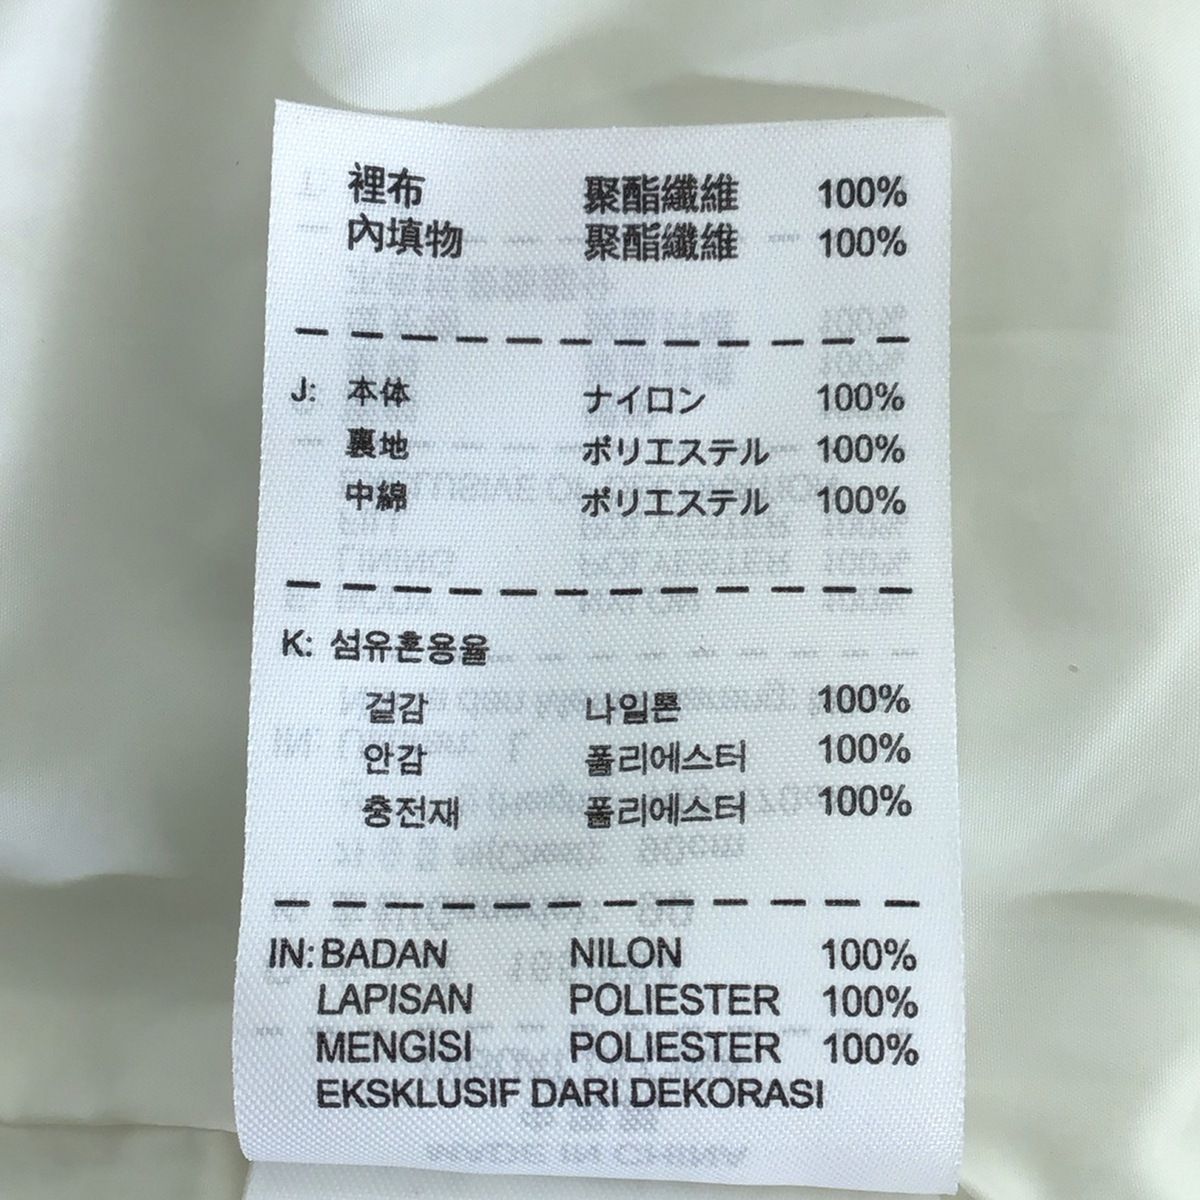 裡布 聚酯纖維 100%
內填物 聚酯纖維 100%
J: 本体 ナイロン 100%
裏地 ポリエステル 100%
中綿 ポリエステル 100%
K: 섬유혼용율
겉감 나일론 100%
안감 폴리에스터 100%
충전재 폴리에스터 100%
IN: BADAN NILON 100%
LAPISAN POLIESTER 100%
MENGISI POLIESTER 100%
EKSKLUSIF DARI DEKORASI